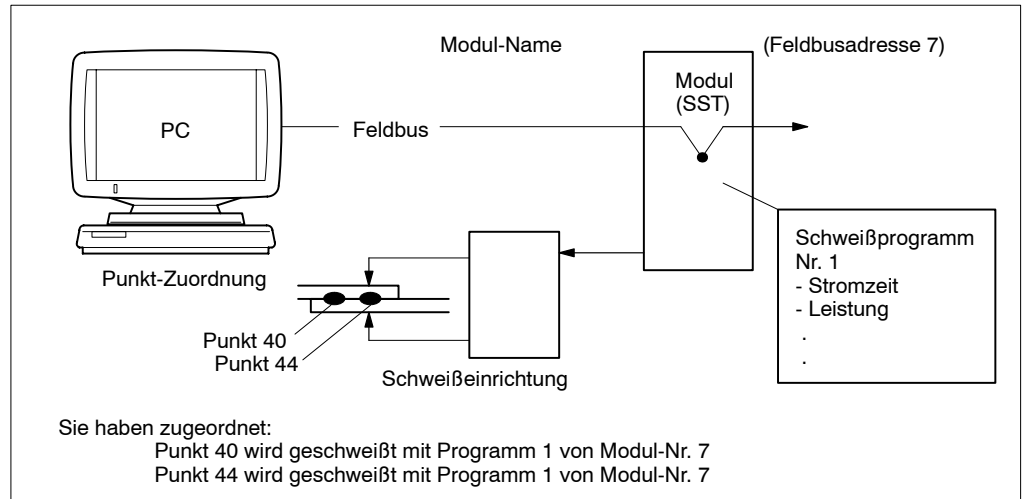 Modul-Name
(Feldbusadresse 7)
Modul
(SST)
PC
Feldbus
Schweißprogramm
Nr. 1
- Stromzeit
- Leistung
.
.
Punkt-Zuordnung
Punkt 40
Punkt 44
Schweißeinrichtung
Sie haben zugeordnet:
Punkt 40 wird geschweißt mit Programm 1 von Modul-Nr. 7
Punkt 44 wird geschweißt mit Programm 1 von Modul-Nr. 7